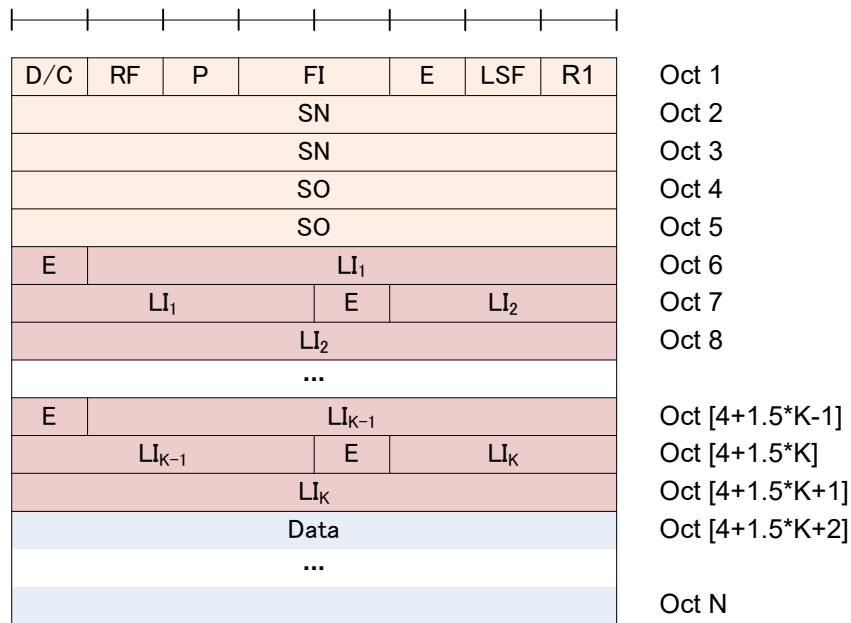 D/C RF P FI E LSF R1 Oct 1
SN Oct 2
SN Oct 3
SO Oct 4
SO Oct 5
E LI₁ Oct 6
LI₁ E LI₂ Oct 7
LI₂ Oct 8
...
E LIK₋₁ Oct [4+1.5*K-1]
LIK₋₁ E LIK Oct [4+1.5*K]
LIK Oct [4+1.5*K+1]
Data Oct [4+1.5*K+2]
...
Oct N